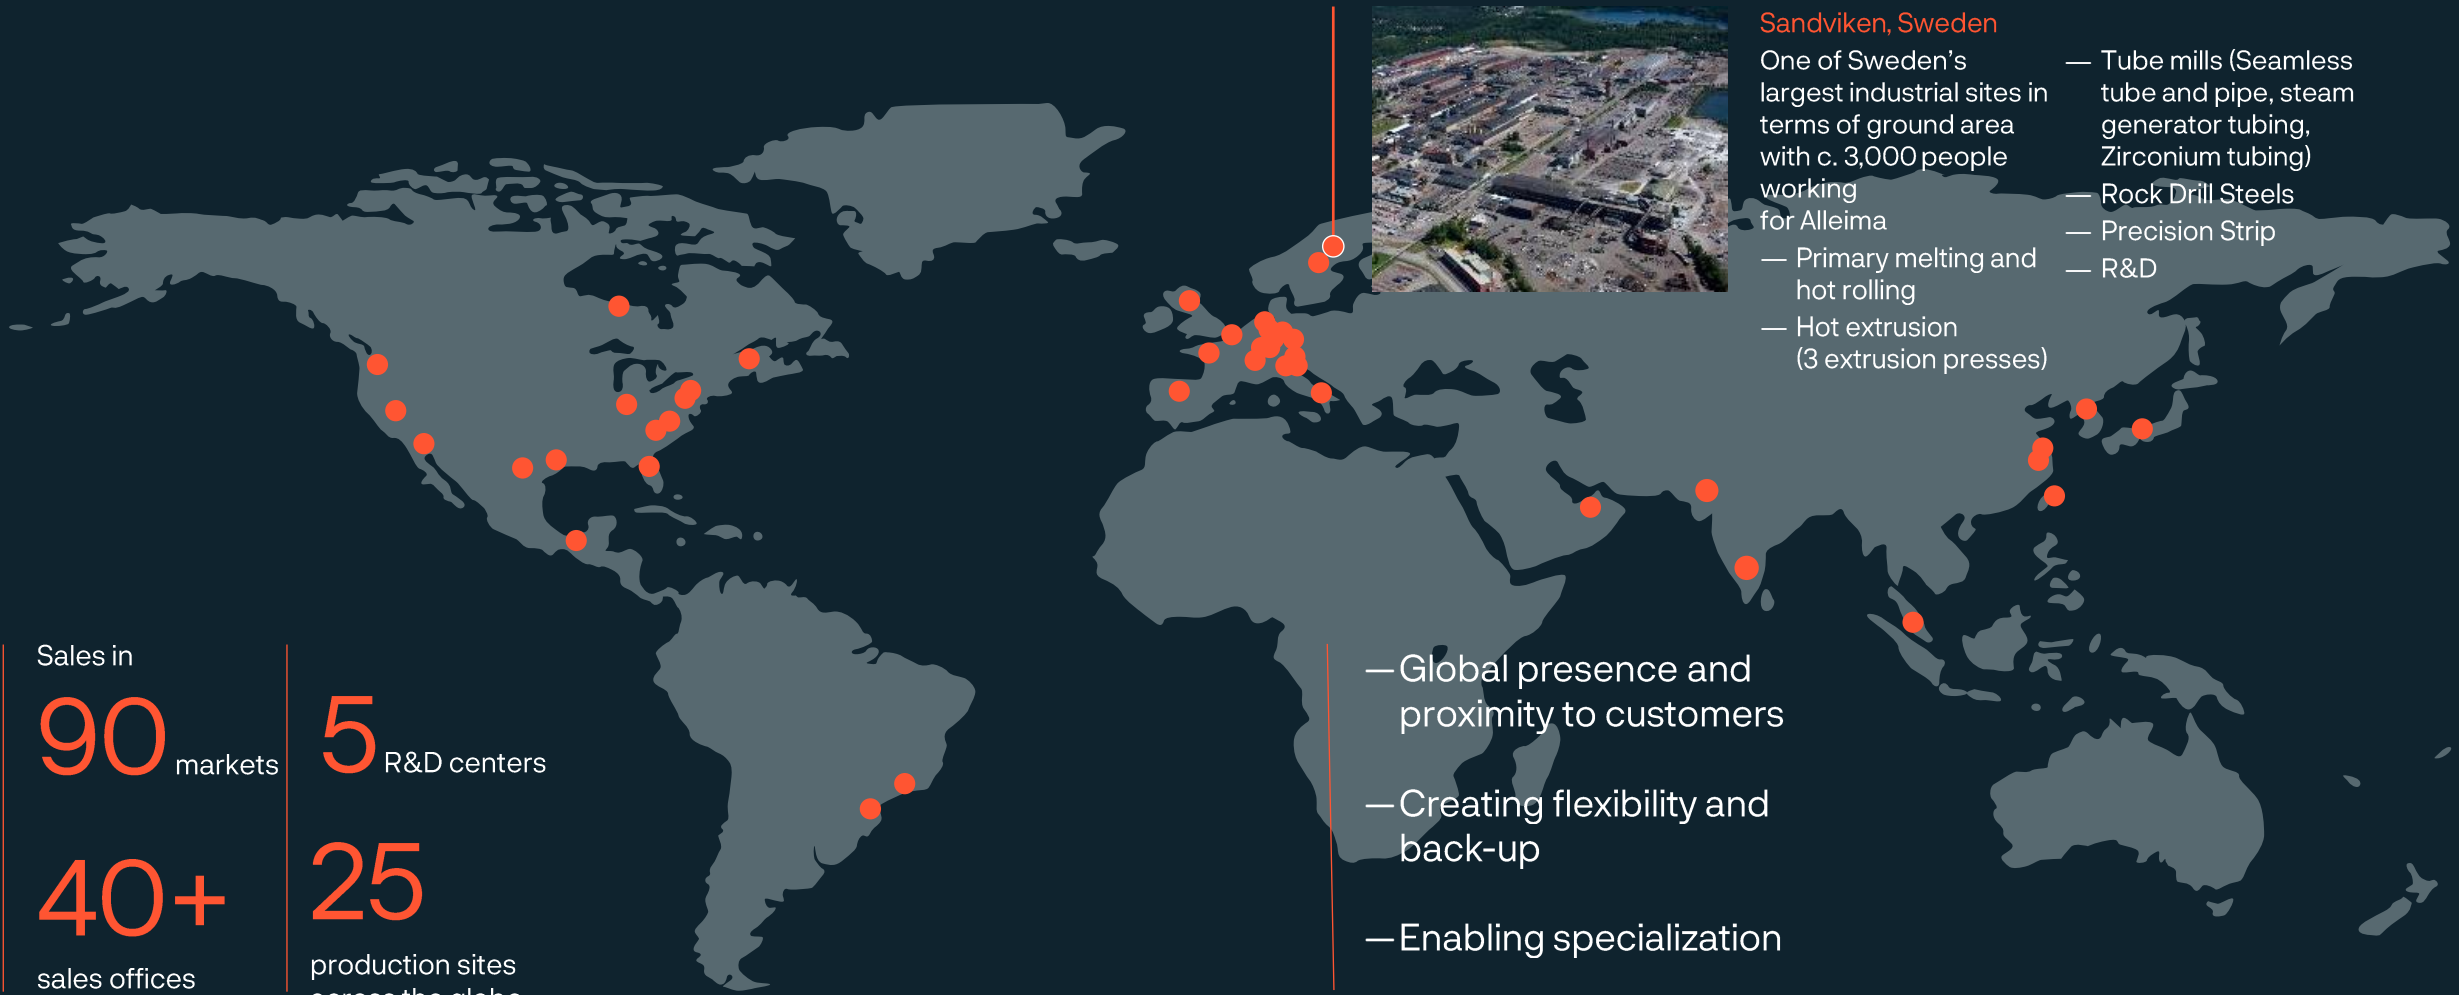 Sandviken, Sweden
One of Sweden's
largest industrial sites in
terms of ground area
with c. 3,000 people
working
for Alleima
— Primary melting and
hot rolling
— Hot extrusion
(3 extrusion presses)
— Tube mills (Seamless
tube and pipe, steam
generator tubing,
Zirconium tubing)
— Rock Drill Steels
— Precision Strip
— R&D
Sales in
90 markets
40+
sales offices
5 R&D centers
25
production sites
across the globe
— Global presence and
proximity to customers
— Creating flexibility and
back-up
— Enabling specialization